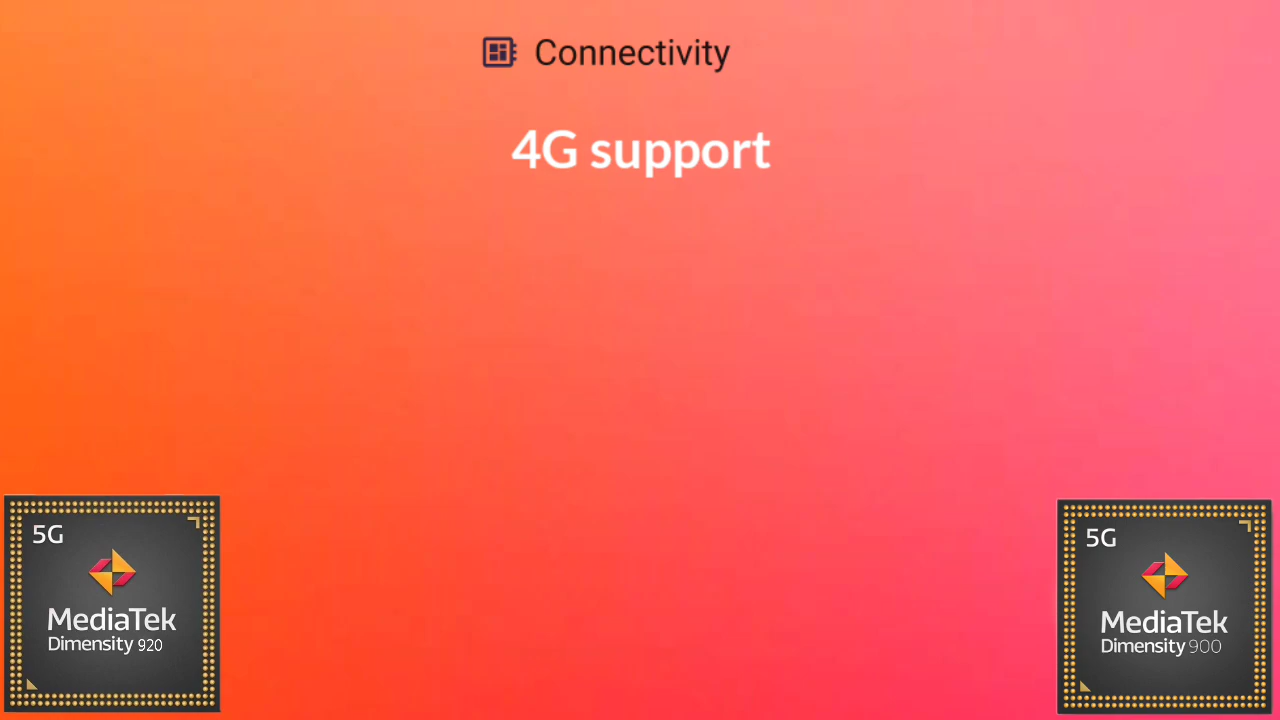 Connectivity
4G support
5G
MediaTek
Dimensity 920
5G
MediaTek
Dimensity 900